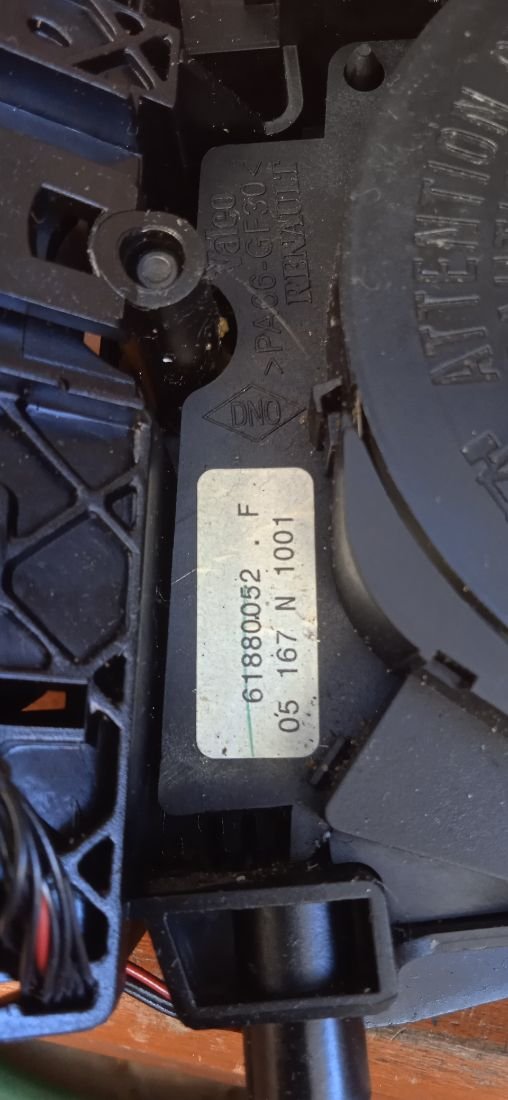 Valeo
>PA66-GF30<
RENAULT
DNO
61880052 . F
05 167 N 1001
ATTENTION